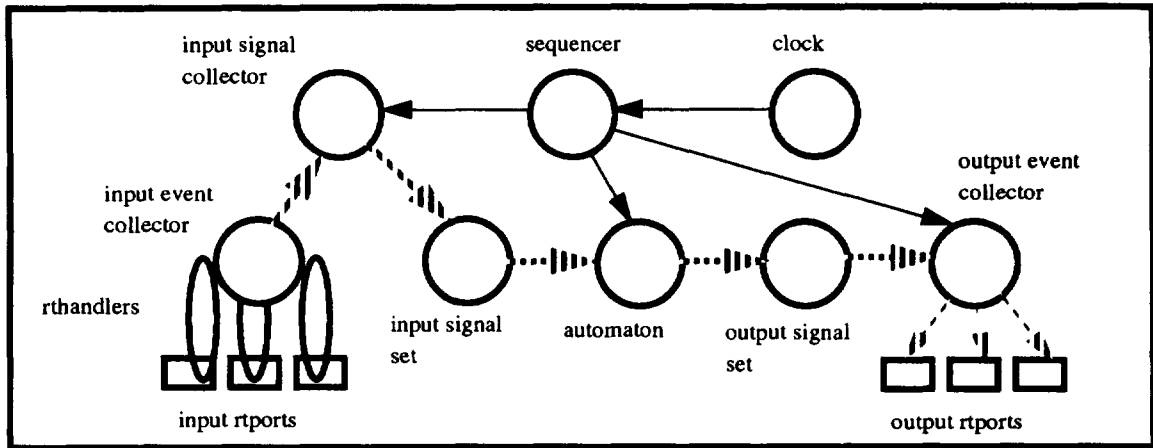 input signal
collector
sequencer
clock
input event
collector
output event
collector
rthandlers
input signal
set
automaton
output signal
set
input rtports
output rtports